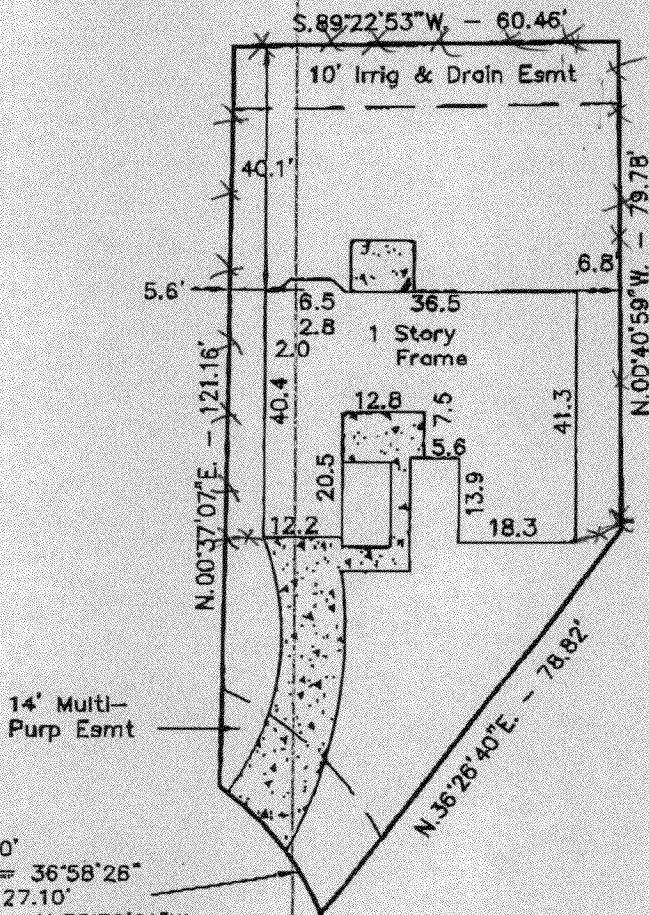 S.89°22'53"W. – 60.46'
10' Irrig & Drain Esmt
40.1'
N.00°40'59"W. – 79.78'
5.6'
6.8'
6.5
36.5
2.8
2.0
1 Story
Frame
N.00°37'07"E. – 121.16'
40.4
12.8
7.5
5.6
41.3
20.5
13.9
12.2
18.3
14' Multi–
Purp Esmt
N.36°26'40"E. – 78.82'
0'
= 36°58'26"
27.10'